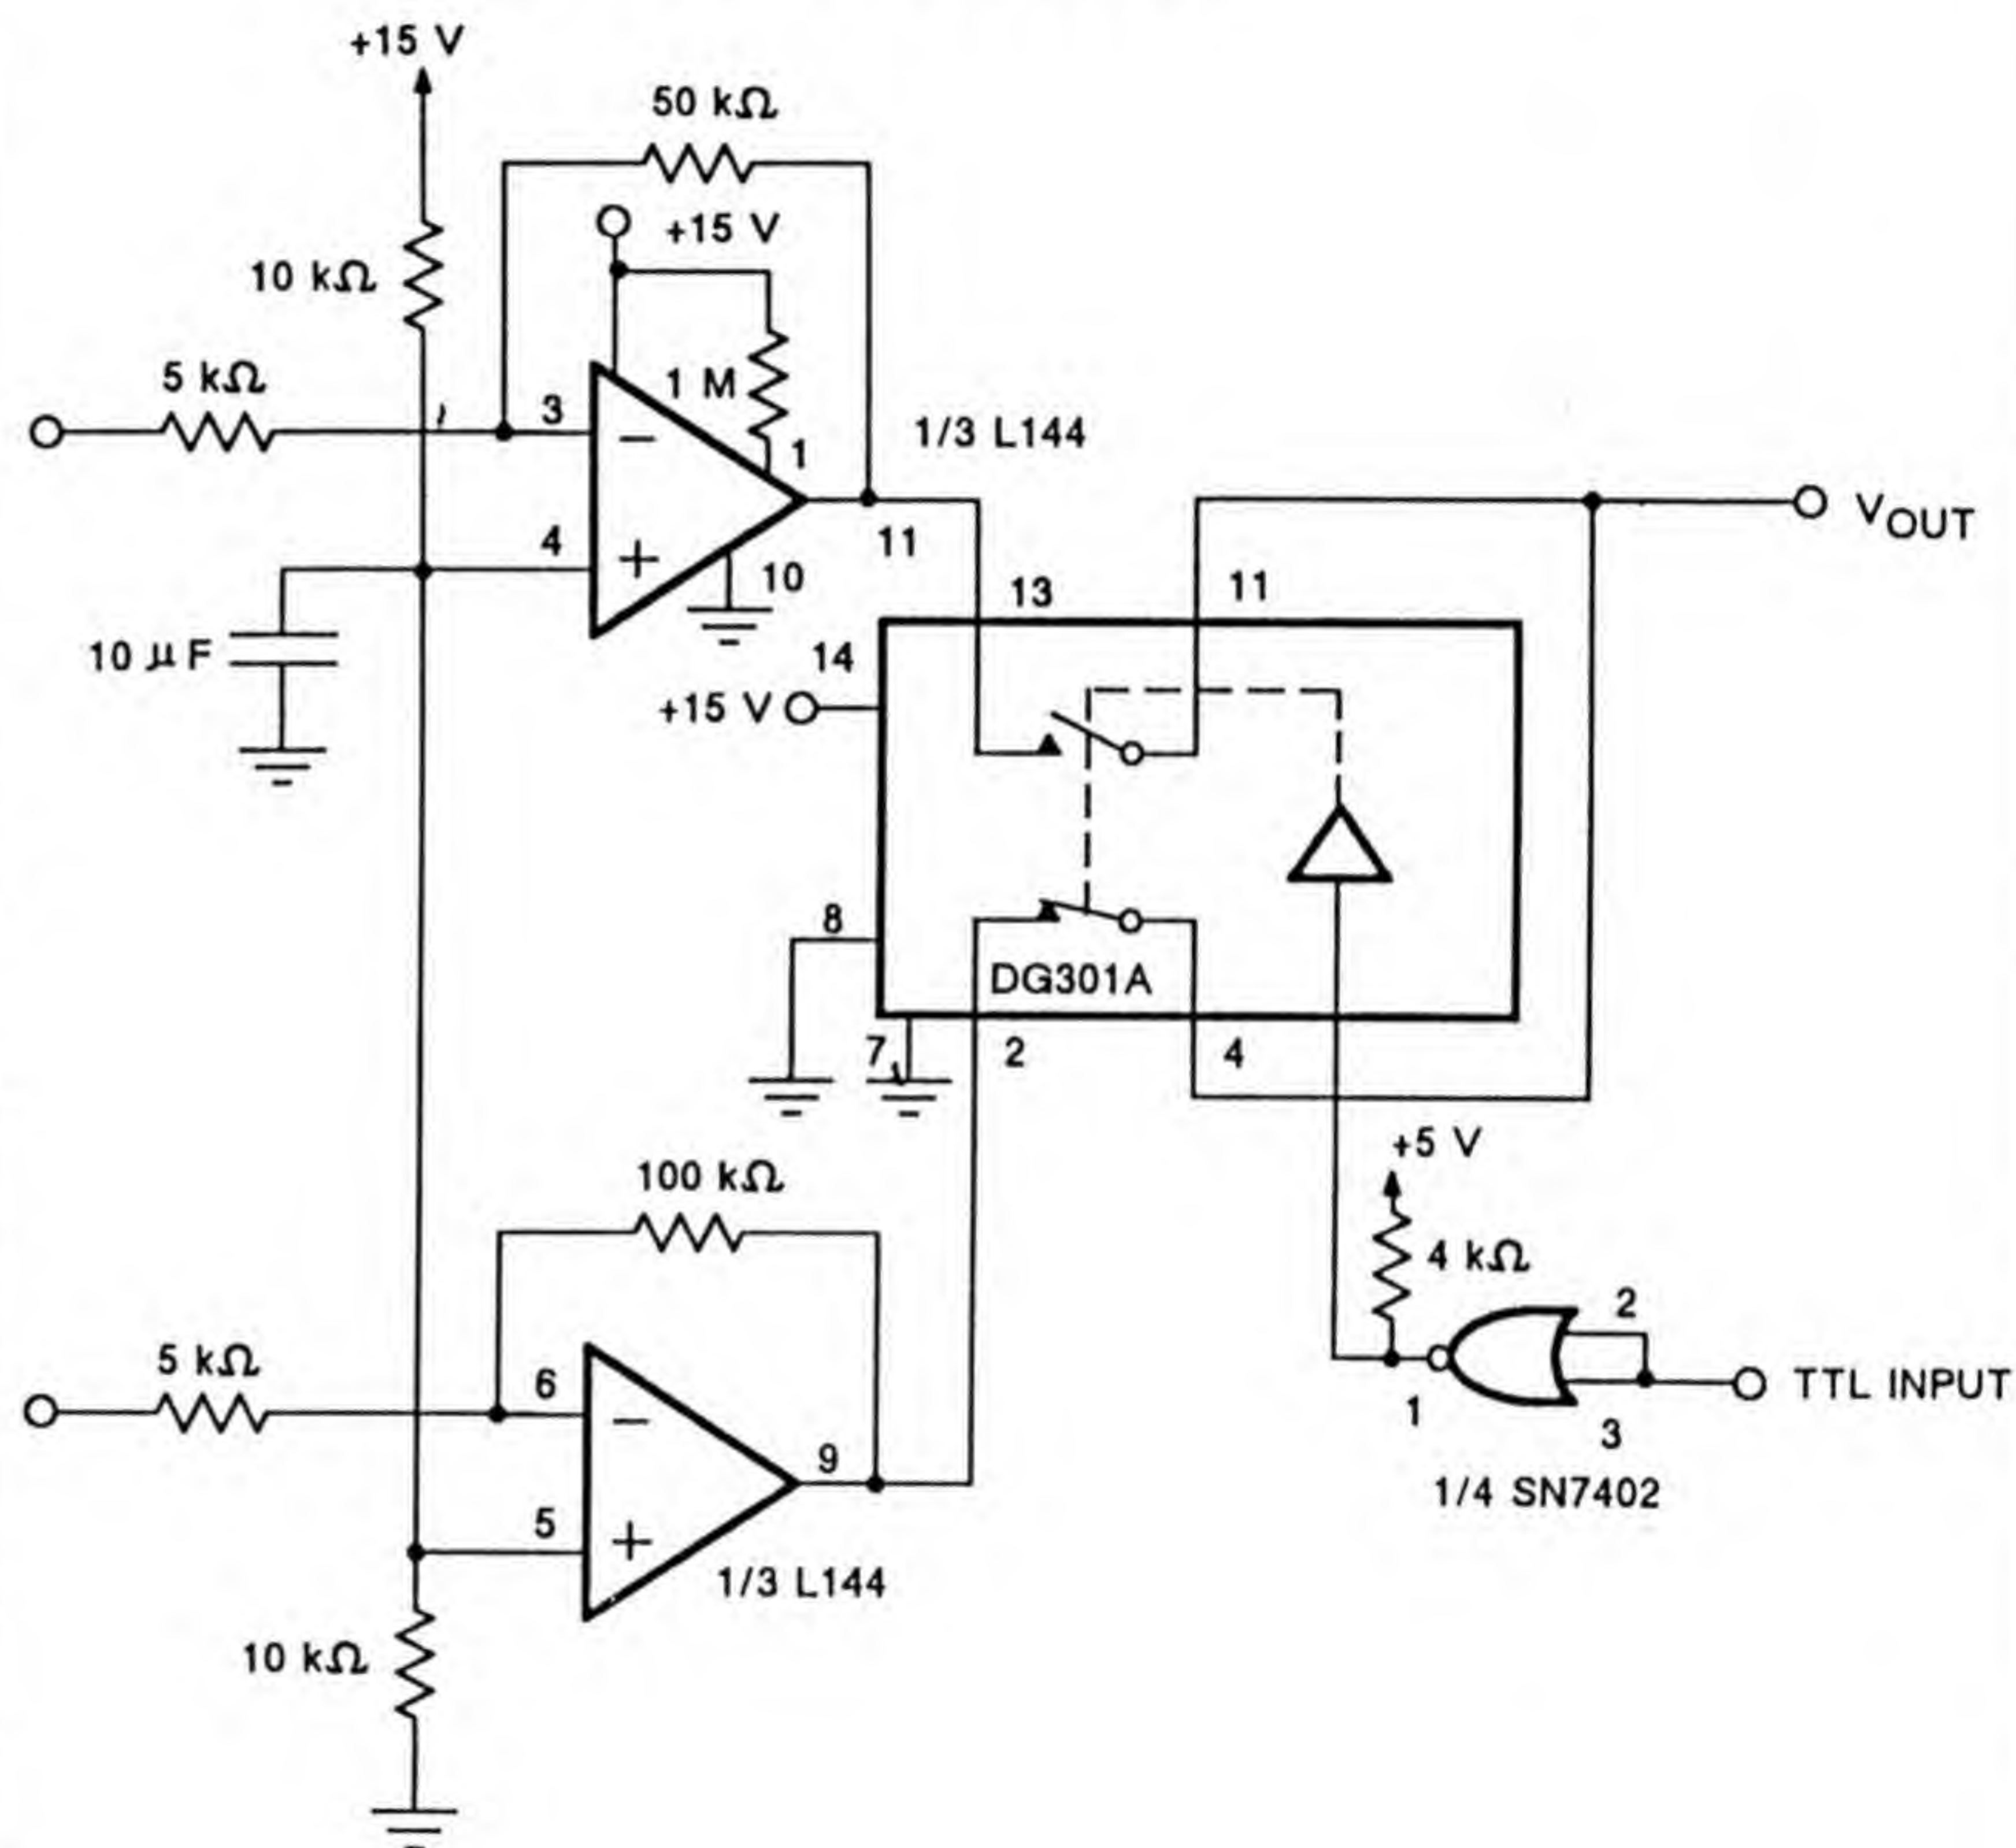 +15 V
50 kΩ
+15 V
10 kΩ
5 kΩ
3
1 M
1
1/3 L144
−
4
+
10
11
VOUT
13
11
10 µF
14
+15 V
8
DG301A
7
2
4
+5 V
100 kΩ
4 kΩ
2
5 kΩ
6
TTL INPUT
−
1
3
9
1/4 SN7402
5
+
1/3 L144
10 kΩ